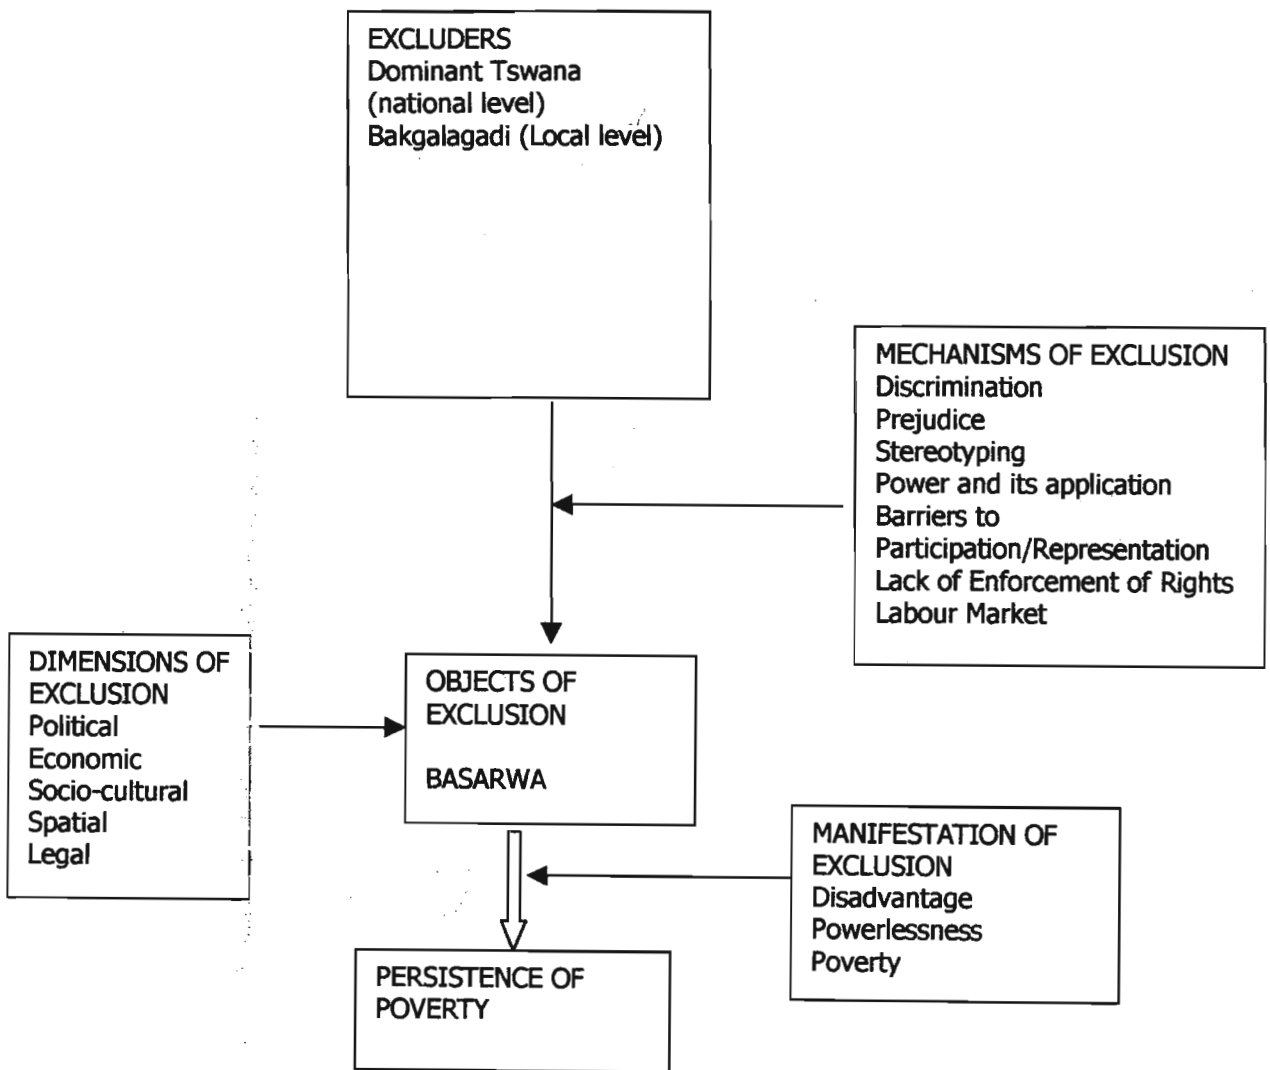 EXCLUDERS
Dominant Tswana
(national level)
Bakgalagadi (Local level)
MECHANISMS OF EXCLUSION
Discrimination
Prejudice
Stereotyping
Power and its application
Barriers to
Participation/Representation
Lack of Enforcement of Rights
Labour Market
DIMENSIONS OF
EXCLUSION
Political
Economic
Socio-cultural
Spatial
Legal
OBJECTS OF
EXCLUSION
BASARWA
MANIFESTATION OF
EXCLUSION
Disadvantage
Powerlessness
Poverty
PERSISTENCE OF
POVERTY